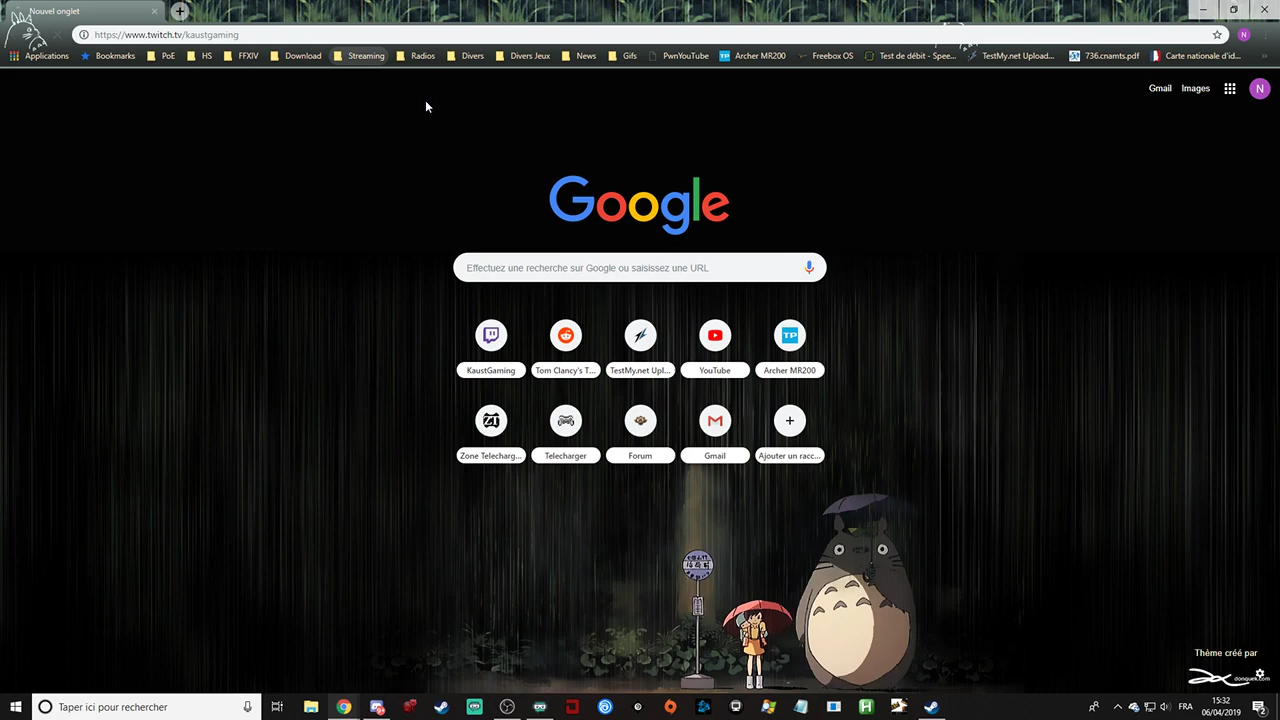 Nouvel onglet
https://www.twitch.tv/kaustgaming
Applications Bookmarks PoE HS FFXIV Download Streaming Radios Divers Divers Jeux News Gifs PwnYouTube Archer MR200 Freebox OS Test de débit - Spee... TestMy.net Upload... 736.cnamts.pdf Carte nationale d'id...
Gmail Images N
Google
Effectuez une recherche sur Google ou saisissez une URL
KaustGaming Tom Clancy's T... TestMy.net Upl... YouTube Archer MR200
Zone Telecharg... Telecharger Forum Gmail Ajouter un racc...
Thème créé par
donquek.com
Taper ici pour rechercher
FRA
15:32
06/04/2019